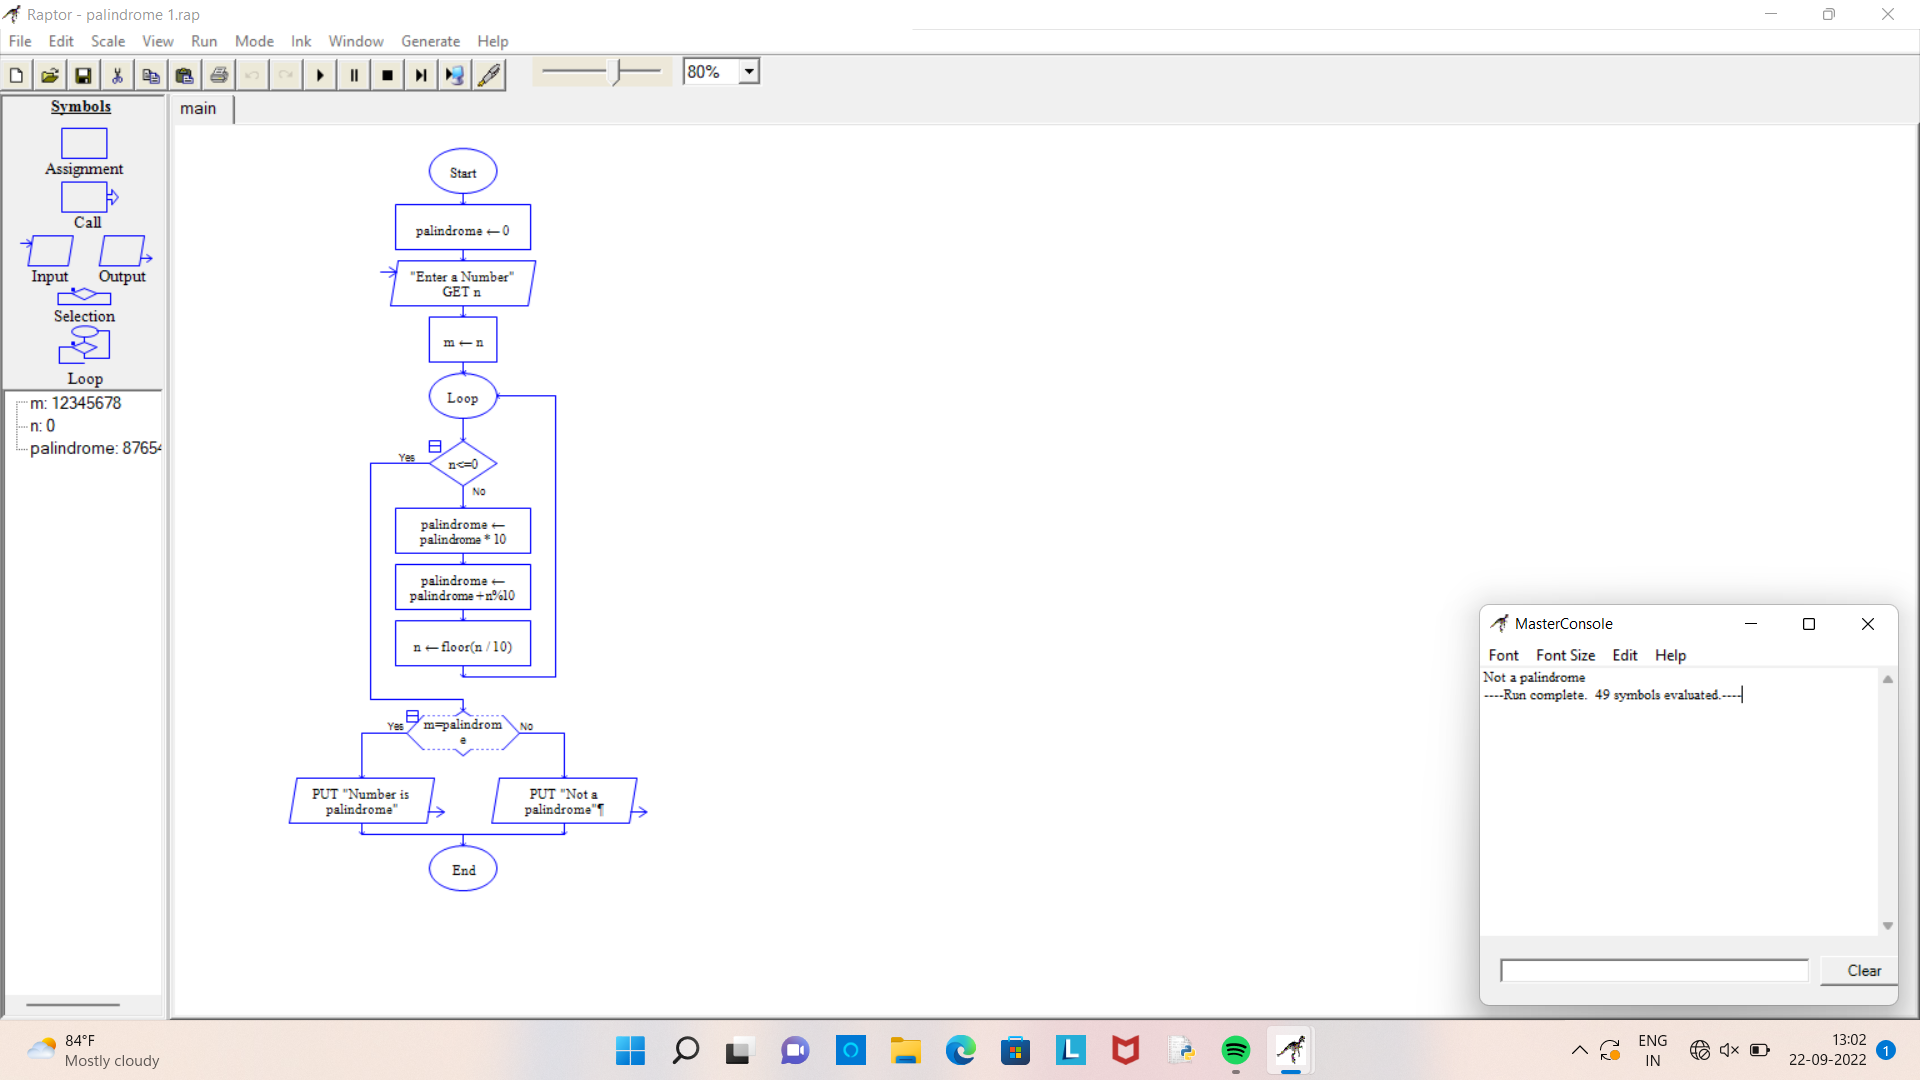 Raptor - palindrome 1.rap
File Edit Scale View Run Mode Ink Window Generate Help
80%
Symbols
Assignment
Call
Input Output
Selection
Loop
m: 12345678
n: 0
palindrome: 87654
main
Start
palindrome ← 0
"Enter a Number"
GET n
m ← n
Loop
Yes
n<=0
No
palindrome ←
palindrome * 10
palindrome ←
palindrome+n%10
n ← floor(n / 10)
Yes
m=palindrom
e
No
PUT "Number is
palindrome"
PUT "Not a
palindrome"¶
End
MasterConsole
Font Font Size Edit Help
Not a palindrome
----Run complete.  49 symbols evaluated.----
Clear
84°F
Mostly cloudy
ENG
IN
13:02
22-09-2022
1